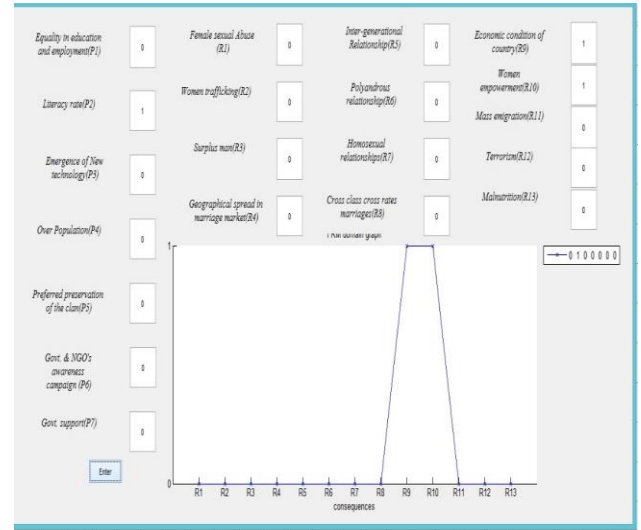 Equality in education
and employment(P1)
0
Literacy rate(P2)
1
Emergence of New
technology(P3)
0
Over Population(P4)
0
Preferred preservation
of the clan(P5)
0
Govt. & NGO's
awareness
campaign (P6)
0
Govt. support(P7)
0
Enter
Female sexual Abuse
(R1)
0
Women trafficking(R2)
0
Surplus man(R3)
0
Geographical spread in
marriage market(R4)
0
Inter-generational
Relationship(R5)
0
Polyandrous
relationship(R6)
0
Homosexual
relationships(R7)
0
Cross class cross rates
marriages(R8)
0
Economic condition of
country(R9)
1
Women
empowerment(R10)
1
Mass emigration(R11)
0
Terrorism(R12)
0
Malnutrition(R13)
0
domain graph
1
0
R1 R2 R3 R4 R5 R6 R7 R8 R9 R10 R11 R12 R13
consequences
0 1 0 0 0 0 0